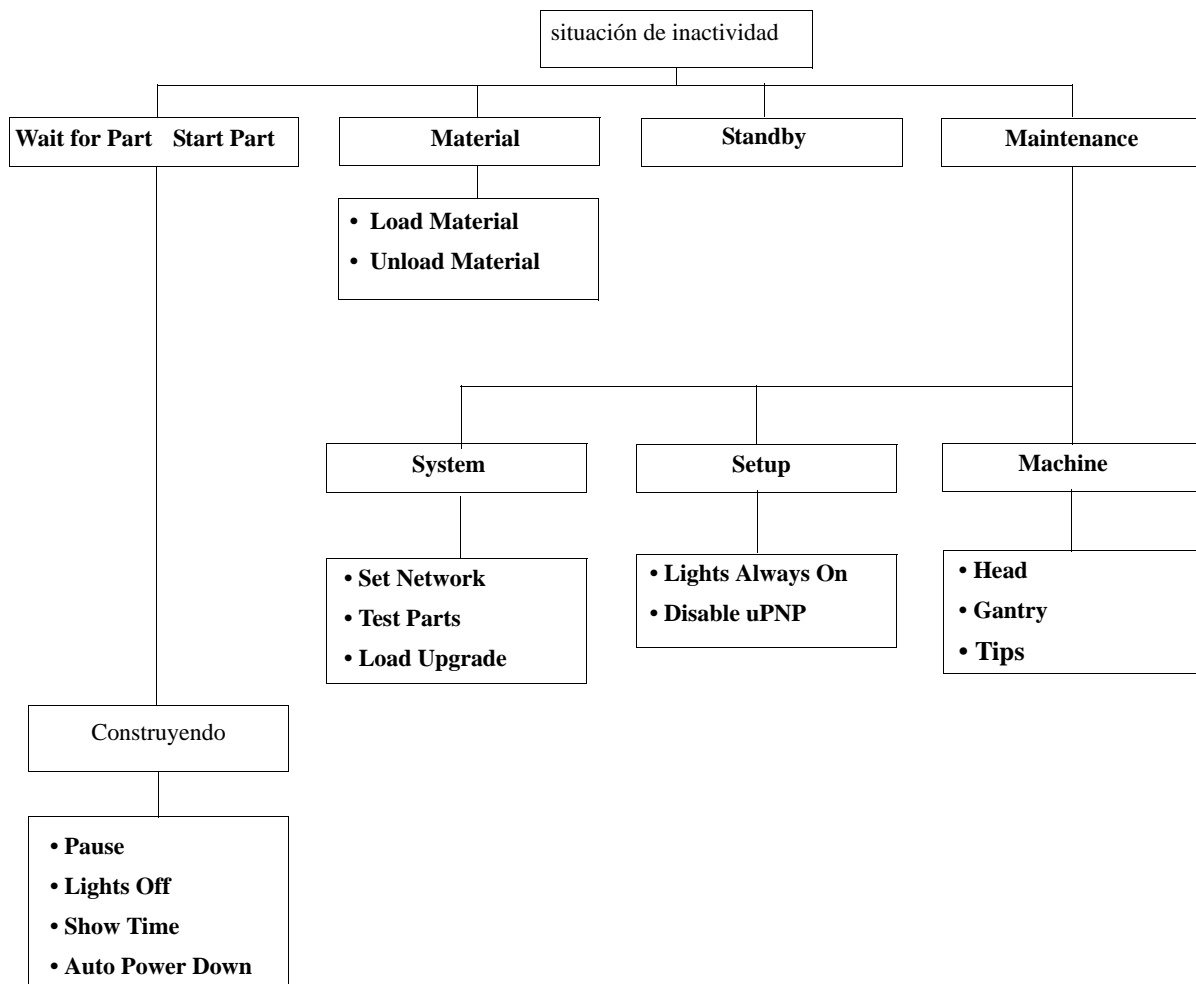 situación de inactividad
Wait for Part Start Part
Material
Standby
Maintenance
• Load Material
• Unload Material
System
Setup
Machine
• Set Network
• Test Parts
• Load Upgrade
• Lights Always On
• Disable uPNP
• Head
• Gantry
• Tips
Construyendo
• Pause
• Lights Off
• Show Time
• Auto Power Down